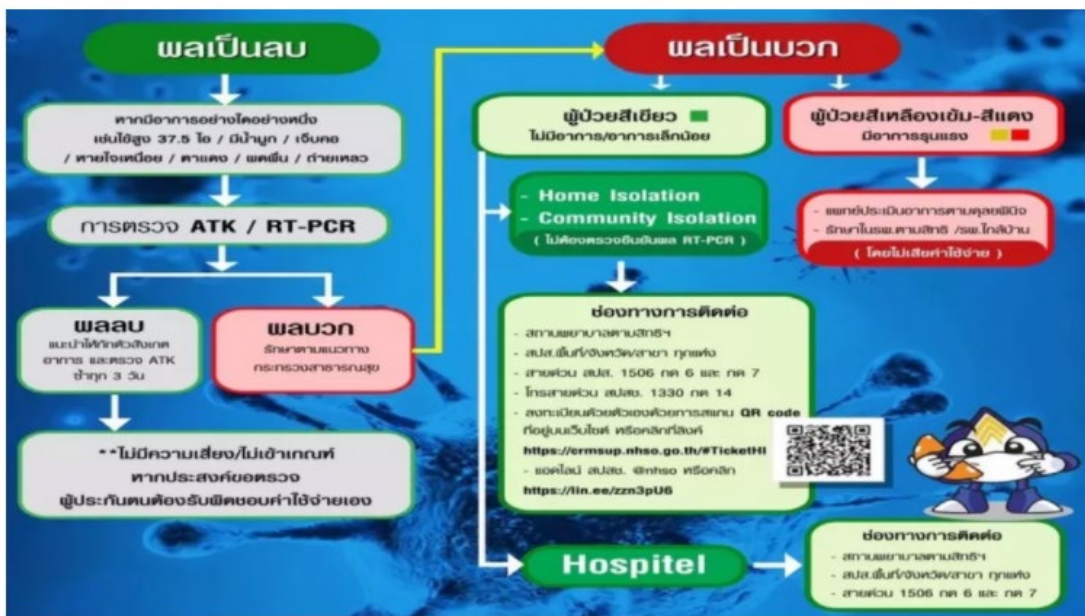 ผลเป็นลบ
หากมีอาการอย่างใดอย่างหนึ่ง
เช่นไข้สูง 37.5 ไอ / มีน้ำมูก / เจ็บคอ
/ หายใจเหนื่อย / ตาแดง / ผดผื่น / ถ่ายเหลว
การตรวจ ATK / RT-PCR
ผลลบ
แนะนำให้กักตัวสังเกต
อาการ และตรวจ ATK
ซ้ำทุก 3 วัน
ผลบวก
รักษาตามแนวทาง
กระทรวงสาธารณสุข
**ไม่มีความเสี่ยง/ไม่เข้าเกณฑ์
หากประสงค์ขอตรวจ
ผู้ประกันตนต้องรับผิดชอบค่าใช้จ่ายเอง
ผลเป็นบวก
ผู้ป่วยสีเขียว
ไม่มีอาการ/อาการเล็กน้อย
- Home Isolation
- Community Isolation
( ไม่ต้องตรวจยืนยันผล RT-PCR )
ช่องทางการติดต่อ
- สถานพยาบาลตามสิทธิฯ
- สปส.พื้นที่/จังหวัด/สาขา ทุกแห่ง
- สายด่วน สปส. 1506 กด 6 และ กด 7
- โทรสายด่วน สปสช. 1330 กด 14
- ลงทะเบียนด้วยตัวเองด้วยการสแกน QR code
ที่อยู่บนเว็บไซต์ หรือคลิกที่ลิงค์
https://crmsup.nhso.go.th/#TicketHI
- แอดไลน์ สปสช. @nhso หรือคลิก
https://lin.ee/zzn3pU6
Hospitel
ผู้ป่วยสีเหลืองเข้ม-สีแดง
มีอาการรุนแรง
- แพทย์ประเมินอาการตามดุลยพินิจ
- รักษาในรพ.ตามสิทธิ /รพ.ใกล้บ้าน
( โดยไม่เสียค่าใช้จ่าย )
ช่องทางการติดต่อ
- สถานพยาบาลตามสิทธิฯ
- สปส.พื้นที่/จังหวัด/สาขา ทุกแห่ง
- สายด่วน 1506 กด 6 และ กด 7